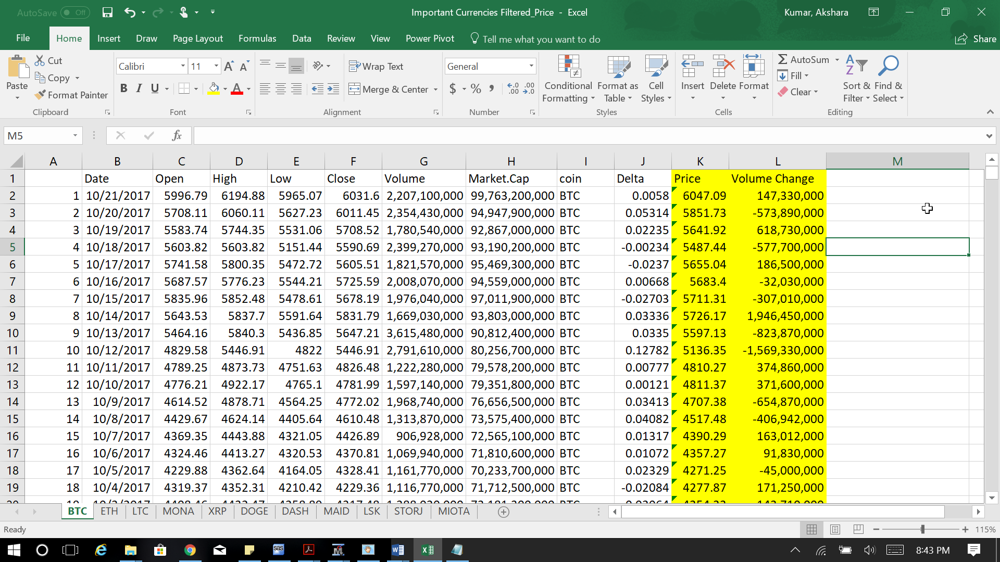 AutoSave Off Important Currencies Filtered_Price - Excel Kumar, Akshara
File Home Insert Draw Page Layout Formulas Data Review View Power Pivot Tell me what you want to do Share
Cut
Copy
Format Painter
Paste
Clipboard
Calibri 11
B I U
Font
Wrap Text
Merge & Center
Alignment
General
$ % ,
Number
Conditional Formatting
Format as Table
Cell Styles
Styles
Insert Delete Format
Cells
AutoSum
Fill
Clear
Sort & Filter
Find & Select
Editing
M5 fx
A B C D E F G H I J K L M
1 Date Open High Low Close Volume Market.Cap coin Delta Price Volume Change
2 1 10/21/2017 5996.79 6194.88 5965.07 6031.6 2,207,100,000 99,763,200,000 BTC 0.0058 6047.09 147,330,000
3 2 10/20/2017 5708.11 6060.11 5627.23 6011.45 2,354,430,000 94,947,900,000 BTC 0.05314 5851.73 -573,890,000
4 3 10/19/2017 5583.74 5744.35 5531.06 5708.52 1,780,540,000 92,867,000,000 BTC 0.02235 5641.92 618,730,000
5 4 10/18/2017 5603.82 5603.82 5151.44 5590.69 2,399,270,000 93,190,200,000 BTC -0.00234 5487.44 -577,700,000
6 5 10/17/2017 5741.58 5800.35 5472.72 5605.51 1,821,570,000 95,469,300,000 BTC -0.0237 5655.04 186,500,000
7 6 10/16/2017 5687.57 5776.23 5544.21 5725.59 2,008,070,000 94,559,000,000 BTC 0.00668 5683.4 -32,030,000
8 7 10/15/2017 5835.96 5852.48 5478.61 5678.19 1,976,040,000 97,011,900,000 BTC -0.02703 5711.31 -307,010,000
9 8 10/14/2017 5643.53 5837.7 5591.64 5831.79 1,669,030,000 93,803,000,000 BTC 0.03336 5726.17 1,946,450,000
10 9 10/13/2017 5464.16 5840.3 5436.85 5647.21 3,615,480,000 90,812,400,000 BTC 0.0335 5597.13 -823,870,000
11 10 10/12/2017 4829.58 5446.91 4822 5446.91 2,791,610,000 80,256,700,000 BTC 0.12782 5136.35 -1,569,330,000
12 11 10/11/2017 4789.25 4873.73 4751.63 4826.48 1,222,280,000 79,578,200,000 BTC 0.00777 4810.27 374,860,000
13 12 10/10/2017 4776.21 4922.17 4765.1 4781.99 1,597,140,000 79,351,800,000 BTC 0.00121 4811.37 371,600,000
14 13 10/9/2017 4614.52 4878.71 4564.25 4772.02 1,968,740,000 76,656,500,000 BTC 0.03413 4707.38 -654,870,000
15 14 10/8/2017 4429.67 4624.14 4405.64 4610.48 1,313,870,000 73,575,400,000 BTC 0.04082 4517.48 -406,942,000
16 15 10/7/2017 4369.35 4443.88 4321.05 4426.89 906,928,000 72,565,100,000 BTC 0.01317 4390.29 163,012,000
17 16 10/6/2017 4324.46 4413.27 4320.53 4370.81 1,069,940,000 71,810,600,000 BTC 0.01072 4357.27 91,830,000
18 17 10/5/2017 4229.88 4362.64 4164.05 4328.41 1,161,770,000 70,233,700,000 BTC 0.02329 4271.25 -45,000,000
19 18 10/4/2017 4319.37 4352.31 4210.42 4229.36 1,116,770,000 71,712,500,000 BTC -0.02084 4277.87 171,250,000
BTC ETH LTC MONA XRP DOGE DASH MAID LSK STORJ MIOTA
Ready 115%
8:43 PM